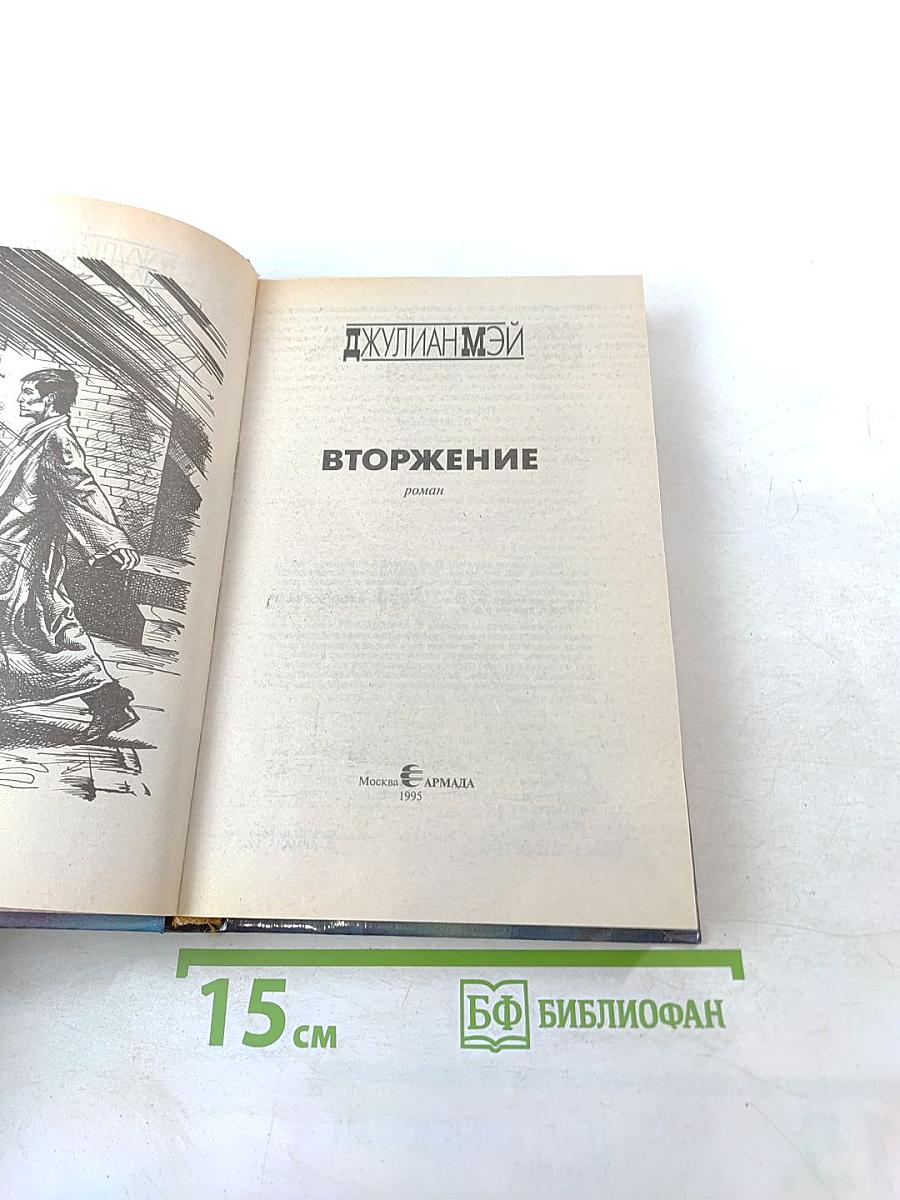 ДЖУЛИАН МЭЙ
ВТОРЖЕНИЕ
роман
Москва АРМАДА
1995
15 см
БФ БИБЛИОФАН